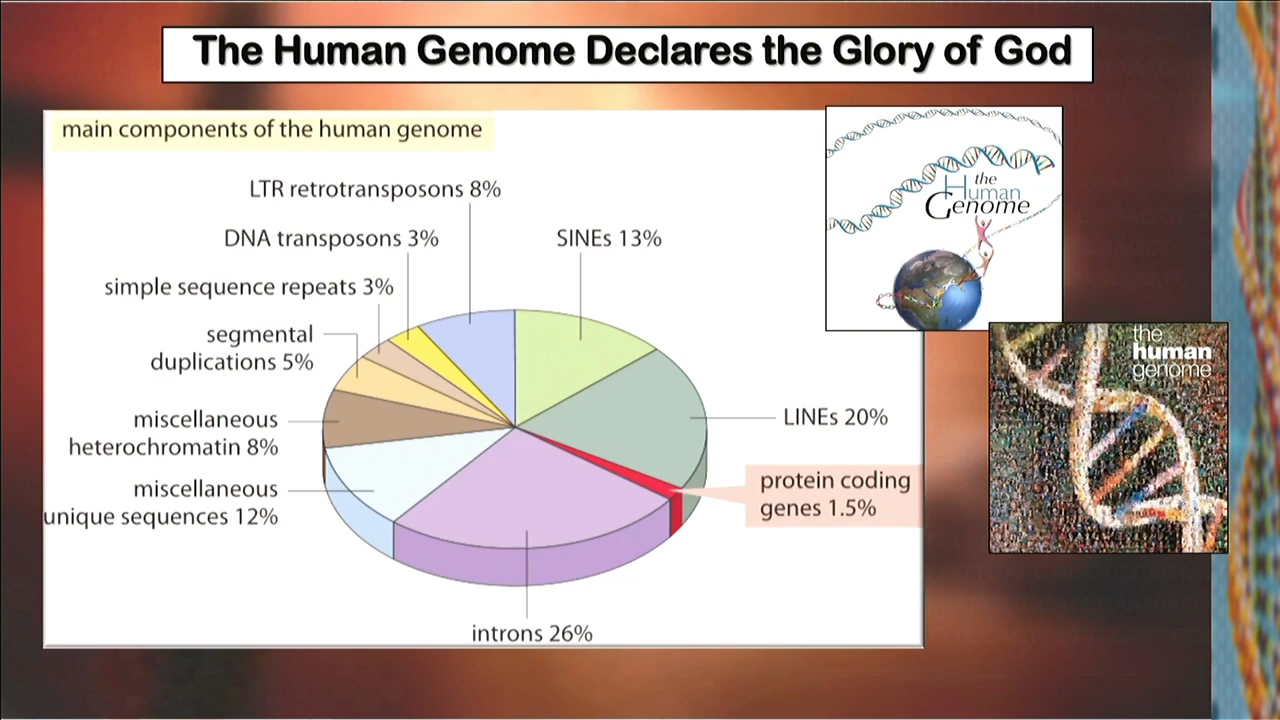 The Human Genome Declares the Glory of God
main components of the human genome
LTR retrotransposons 8%
DNA transposons 3%
SINEs 13%
simple sequence repeats 3%
segmental
duplications 5%
miscellaneous
heterochromatin 8%
LINEs 20%
miscellaneous
unique sequences 12%
protein coding
genes 1.5%
introns 26%
the
Human
Genome
the
human
genome